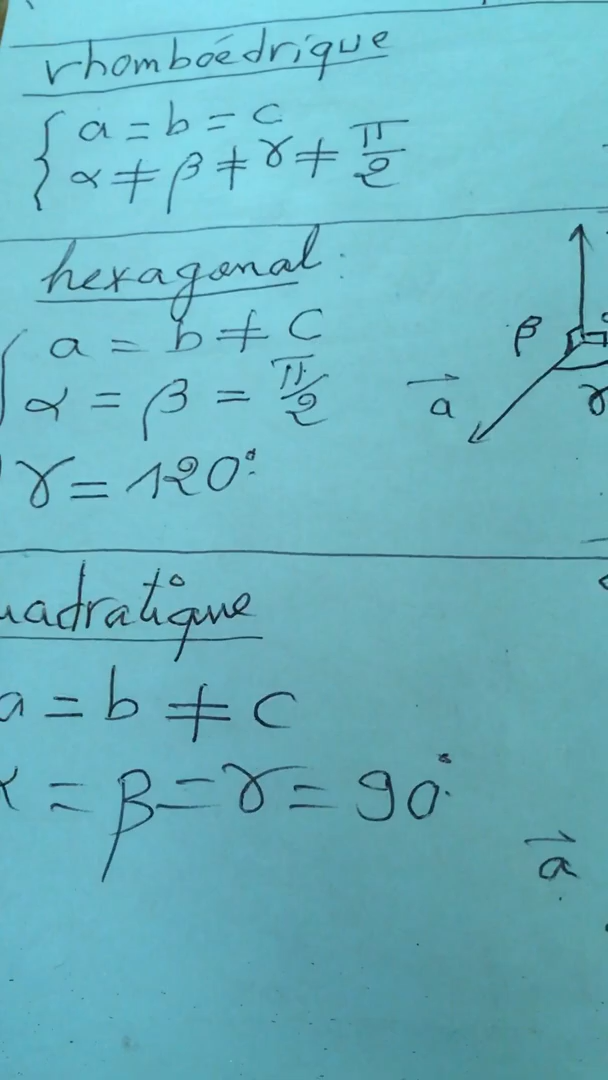 rhomboédrique
a = b = c
α ≠ β ≠ γ ≠ π/2
hexagonal:
a = b ≠ c
α = β = π/2
γ = 120°
β
a⃗
γ
uadratique
a = b ≠ c
α = β = γ = 90°
a⃗